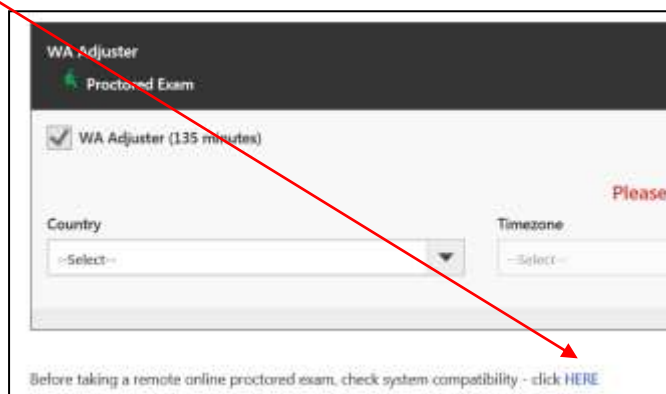 WA Adjuster
Proctored Exam
WA Adjuster (135 minutes)
Please
Country
Timezone
--Select--
--Select--
Before taking a remote online proctored exam, check system compatibility - click HERE